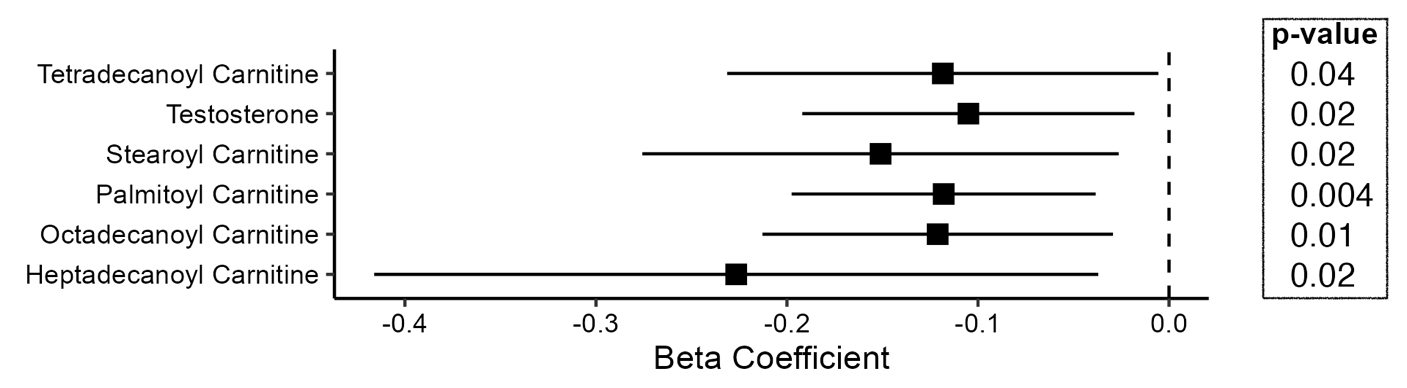 p-value
Tetradecanoyl Carnitine 0.04
Testosterone 0.02
Stearoyl Carnitine 0.02
Palmitoyl Carnitine 0.004
Octadecanoyl Carnitine 0.01
Heptadecanoyl Carnitine 0.02
-0.4 -0.3 -0.2 -0.1 0.0
Beta Coefficient